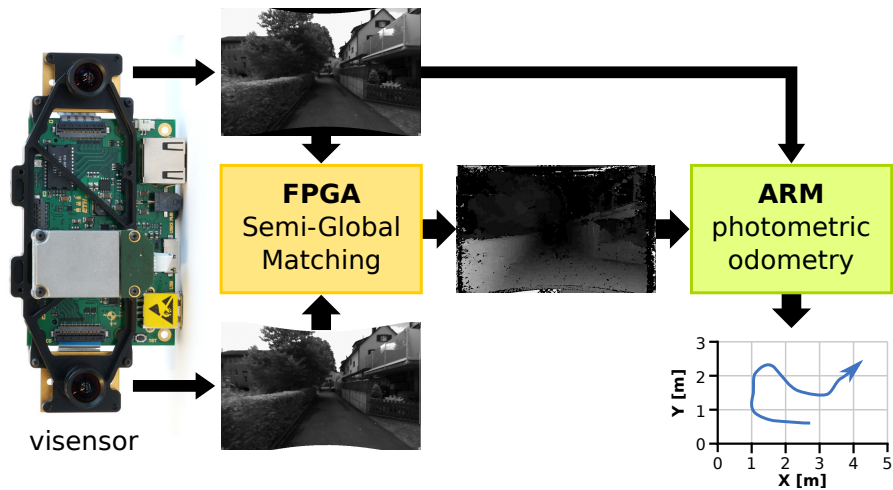 FPGA
Semi-Global
Matching
ARM
photometric
odometry
visensor
3
2
1
0
Y [m]
0 1 2 3 4 5
X [m]